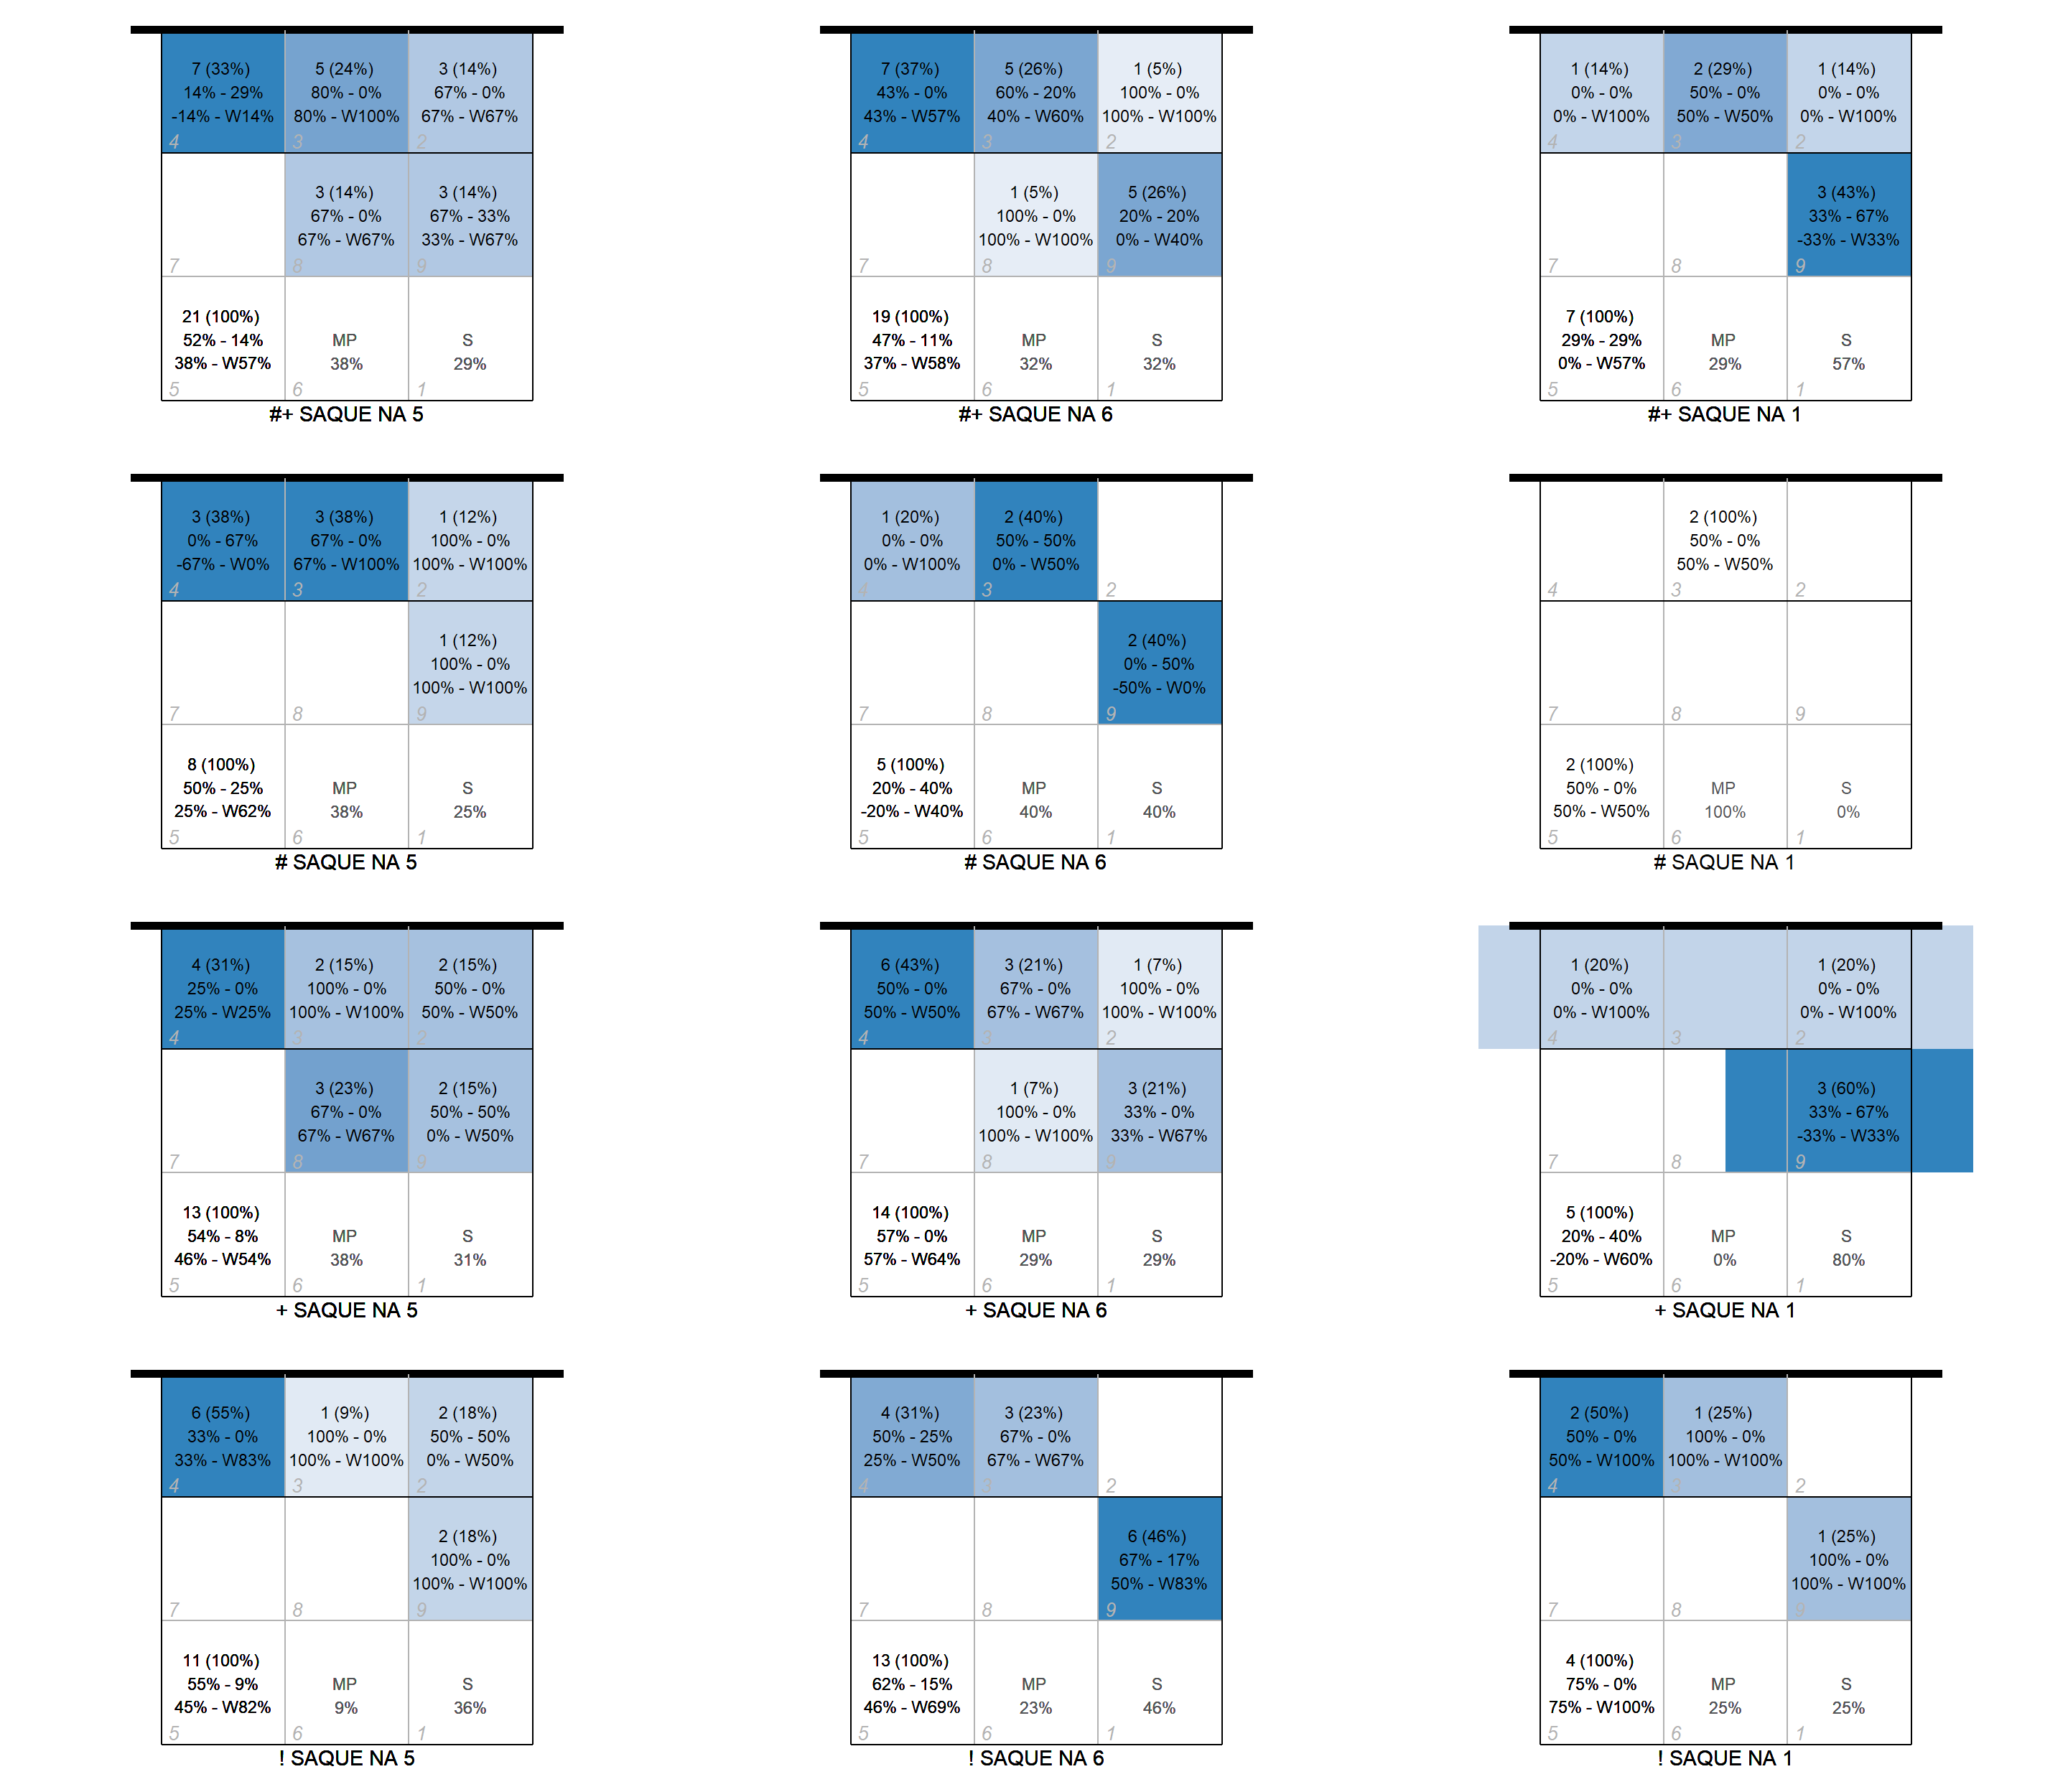 7 (33%)
14% - 29%
-14% - W14%
4
5 (24%)
80% - 0%
80% - W100%
3
3 (14%)
67% - 0%
67% - W67%
2
7
3 (14%)
67% - 0%
67% - W67%
8
3 (14%)
67% - 33%
33% - W67%
9
21 (100%)
52% - 14%
38% - W57%
5
MP
38%
6
S
29%
1
#+ SAQUE NA 5
7 (37%)
43% - 0%
43% - W57%
4
5 (26%)
60% - 20%
40% - W60%
3
1 (5%)
100% - 0%
100% - W100%
2
7
1 (5%)
100% - 0%
100% - W100%
8
5 (26%)
20% - 20%
0% - W40%
9
19 (100%)
47% - 11%
37% - W58%
5
MP
32%
6
S
32%
1
#+ SAQUE NA 6
1 (14%)
0% - 0%
0% - W100%
4
2 (29%)
50% - 0%
50% - W50%
3
1 (14%)
0% - 0%
0% - W100%
2
7
8
3 (43%)
33% - 67%
-33% - W33%
9
7 (100%)
29% - 29%
0% - W57%
5
MP
29%
6
S
57%
1
#+ SAQUE NA 1
3 (38%)
0% - 67%
-67% - W0%
4
3 (38%)
67% - 0%
67% - W100%
3
1 (12%)
100% - 0%
100% - W100%
2
7
8
1 (12%)
100% - 0%
100% - W100%
9
8 (100%)
50% - 25%
25% - W62%
5
MP
38%
6
S
25%
1
# SAQUE NA 5
1 (20%)
0% - 0%
0% - W100%
4
2 (40%)
50% - 50%
0% - W50%
3
2
7
8
2 (40%)
0% - 50%
-50% - W0%
9
5 (100%)
20% - 40%
-20% - W40%
5
MP
40%
6
S
40%
1
# SAQUE NA 6
4
2 (100%)
50% - 0%
50% - W50%
3
2
7
8
9
2 (100%)
50% - 0%
50% - W50%
5
MP
100%
6
S
0%
1
# SAQUE NA 1
4 (31%)
25% - 0%
25% - W25%
4
2 (15%)
100% - 0%
100% - W100%
3
2 (15%)
50% - 0%
50% - W50%
2
7
3 (23%)
67% - 0%
67% - W67%
8
2 (15%)
50% - 50%
0% - W50%
9
13 (100%)
54% - 8%
46% - W54%
5
MP
38%
6
S
31%
1
+ SAQUE NA 5
6 (43%)
50% - 0%
50% - W50%
4
3 (21%)
67% - 0%
67% - W67%
3
1 (7%)
100% - 0%
100% - W100%
2
7
1 (7%)
100% - 0%
100% - W100%
8
3 (21%)
33% - 0%
33% - W67%
9
14 (100%)
57% - 0%
57% - W64%
5
MP
29%
6
S
29%
1
+ SAQUE NA 6
1 (20%)
0% - 0%
0% - W100%
4
3
1 (20%)
0% - 0%
0% - W100%
2
7
8
3 (60%)
33% - 67%
-33% - W33%
9
5 (100%)
20% - 40%
-20% - W60%
5
MP
0%
6
S
80%
1
+ SAQUE NA 1
6 (55%)
33% - 0%
33% - W83%
4
1 (9%)
100% - 0%
100% - W100%
3
2 (18%)
50% - 50%
0% - W50%
2
7
8
2 (18%)
100% - 0%
100% - W100%
9
11 (100%)
55% - 9%
45% - W82%
5
MP
9%
6
S
36%
1
! SAQUE NA 5
4 (31%)
50% - 25%
25% - W50%
4
3 (23%)
67% - 0%
67% - W67%
3
2
7
8
6 (46%)
67% - 17%
50% - W83%
9
13 (100%)
62% - 15%
46% - W69%
5
MP
23%
6
S
46%
1
! SAQUE NA 6
2 (50%)
50% - 0%
50% - W100%
4
1 (25%)
100% - 0%
100% - W100%
3
2
7
8
1 (25%)
100% - 0%
100% - W100%
9
4 (100%)
75% - 0%
75% - W100%
5
MP
25%
6
S
25%
1
! SAQUE NA 1